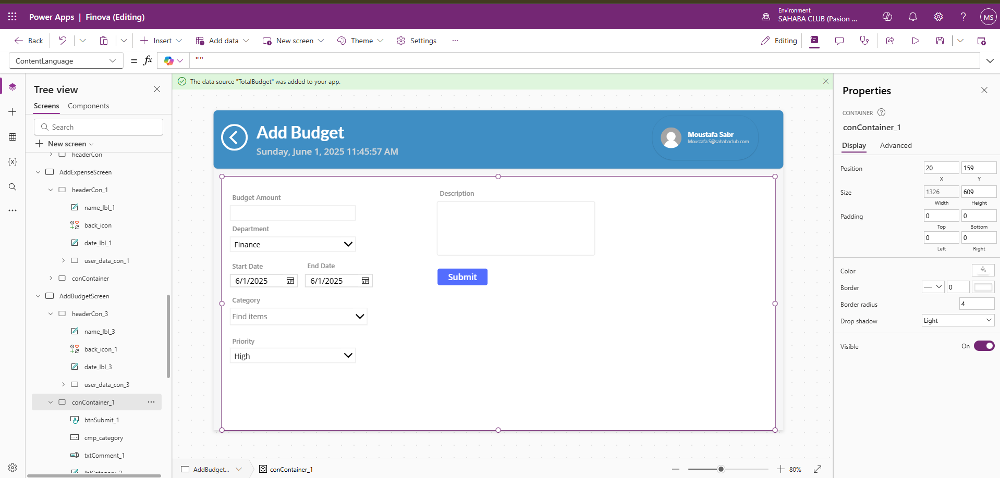 Power Apps | Finova (Editing)
Environment
SAHABA CLUB (Pasion ...
MS
Back
Insert
Add data
New screen
Theme
Settings
...
Editing
ContentLanguage
= fx
""
The data source "TotalBudget" was added to your app.
Tree view
Screens
Components
Search
New screen
headerCon
AddExpenseScreen
headerCon_1
name_lbl_1
back_icon
date_lbl_1
user_data_con_1
conContainer
AddBudgetScreen
headerCon_3
name_lbl_3
back_icon_1
date_lbl_3
user_data_con_3
conContainer_1
btnSubmit_1
cmp_category
txtComment_1
Add Budget
Sunday, June 1, 2025 11:45:57 AM
Moustafa Sabr
Moustafa.S@sahabaclub.com
Budget Amount
Department
Finance
Start Date
End Date
6/1/2025
6/1/2025
Category
Find items
Priority
High
Description
Submit
AddBudget...
conContainer_1
80%
Properties
CONTAINER
conContainer_1
Display
Advanced
Position
20
159
X
Y
Size
1326
609
Width
Height
Padding
0
0
Top
Bottom
0
0
Left
Right
Color
Border
0
Border radius
4
Drop shadow
Light
Visible
On